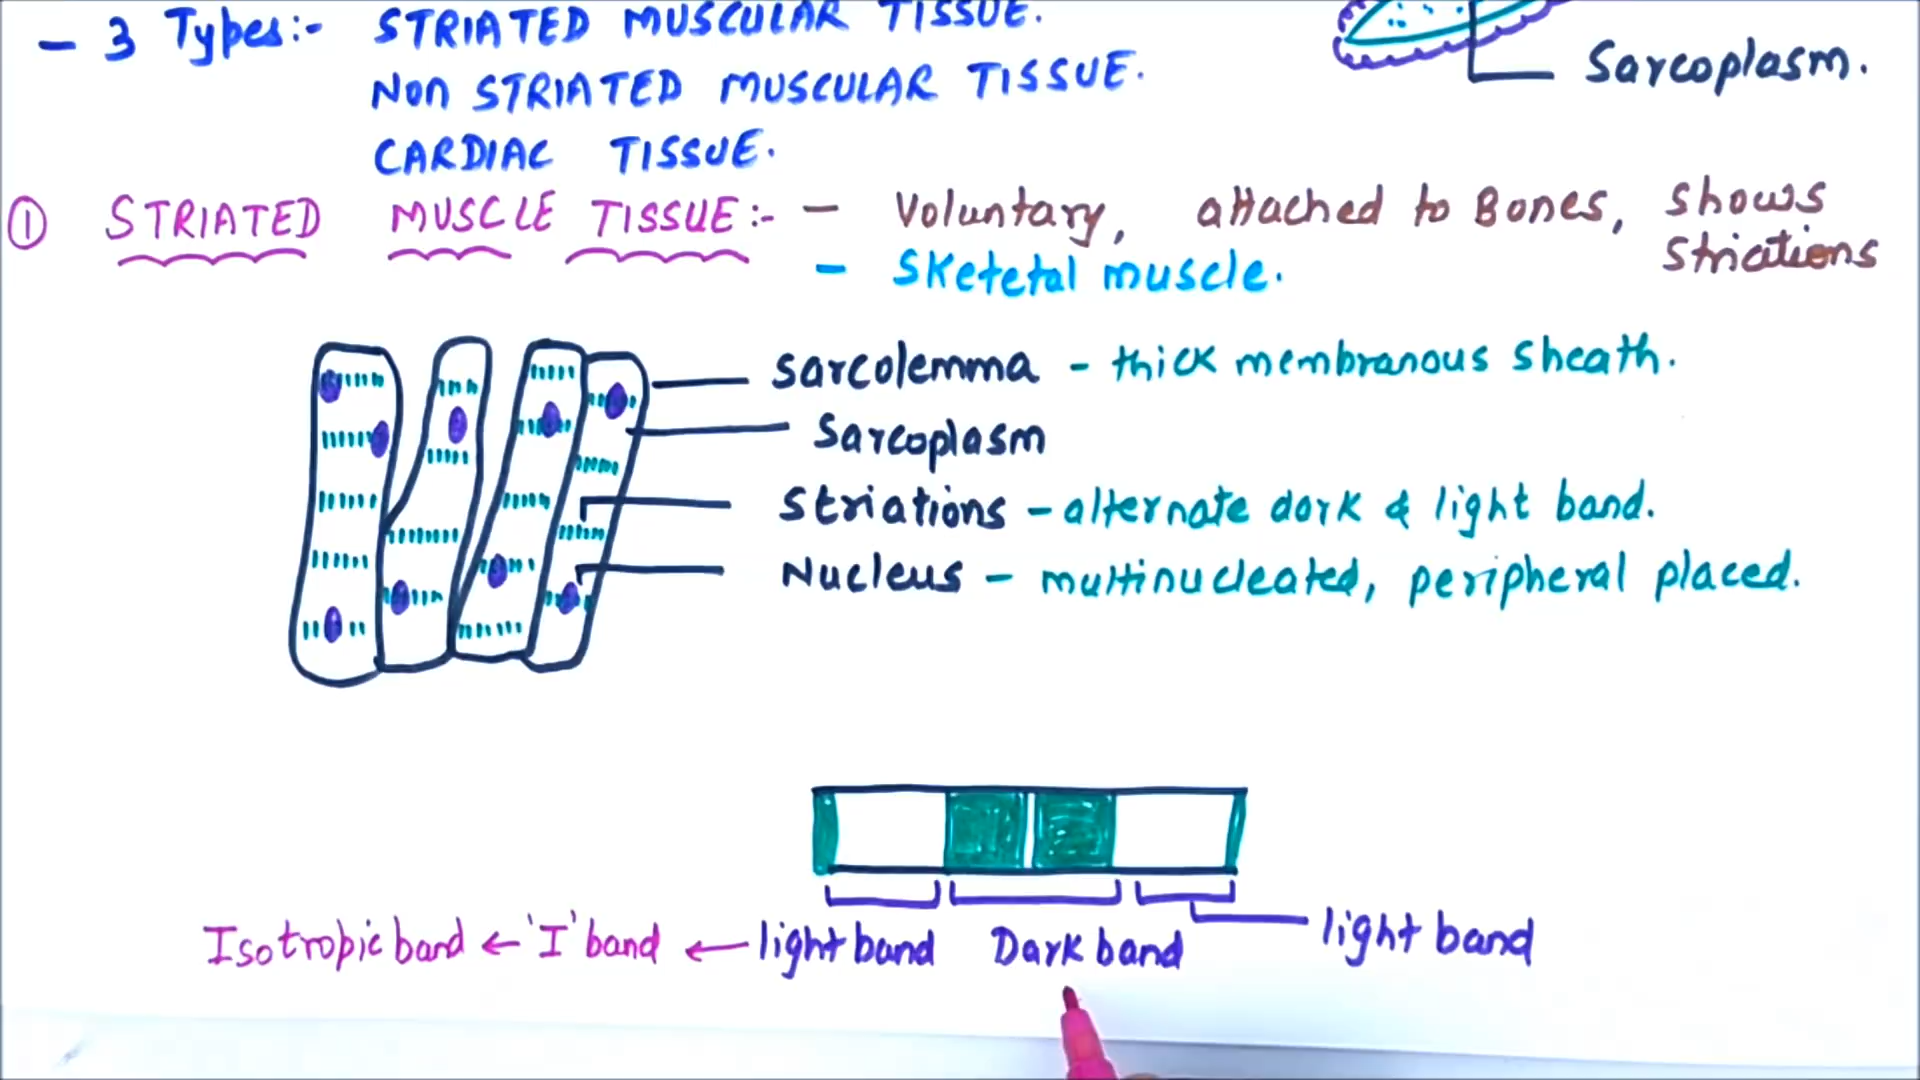 - 3 Types:- STRIATED MUSCULAR TISSUE.
Sarcoplasm.
Non STRIATED MUSCULAR TISSUE.
CARDIAC TISSUE.
① STRIATED MUSCLE TISSUE:- - Voluntary, attached to Bones, shows
striations
- Sketetal muscle.
Sarcolemma - thick membranous sheath.
Sarcoplasm
Striations - alternate dark & light band.
Nucleus - multinucleated, peripheral placed.
Isotropic band ← 'I' band ← light band Dark band light band